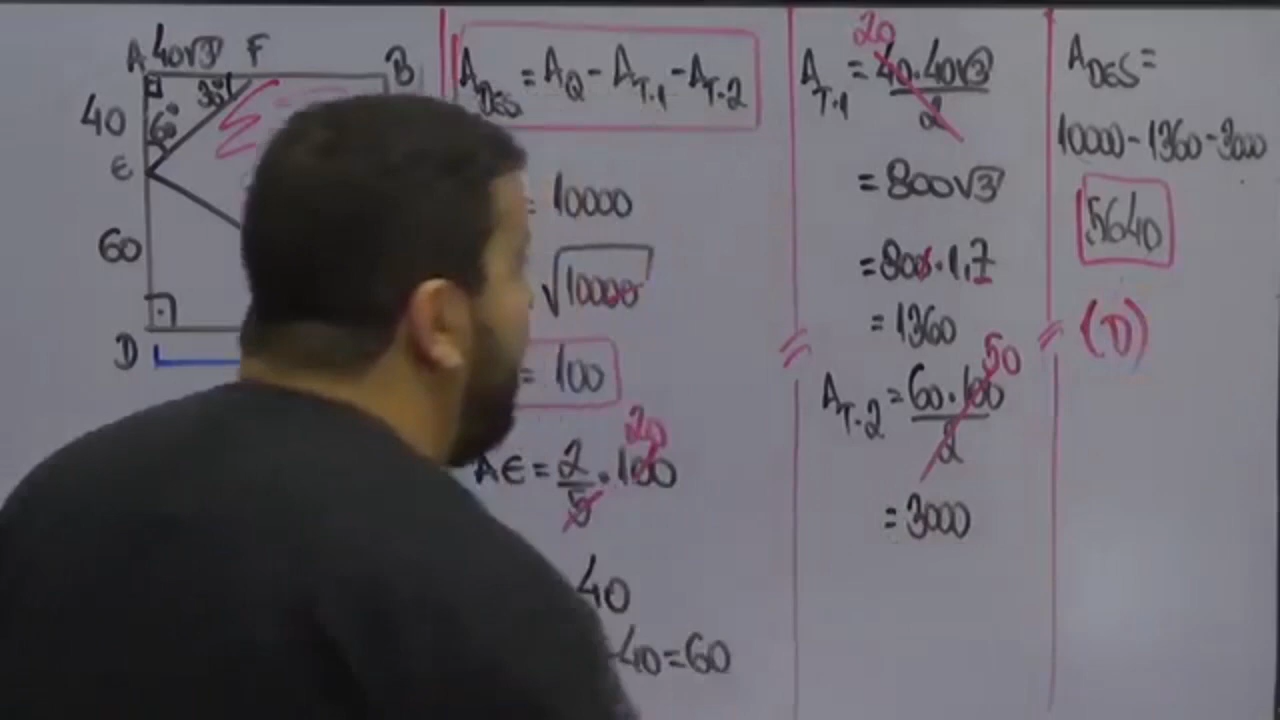 A 40√3 F B
40
60°
30°
E
60
D
A_DES = A_Q - A_T.1 - A_T.2
= 10000
√10000
= 100
20
AE = 2/5 . 100
40
-40=60
20
A_T.1 = 40.40√3/2
= 800√3
= 800.1,7
= 1360
50
A_T.2 = 60.100/2
= 3000
A_DES =
10000-1360-3000
5640
(D)